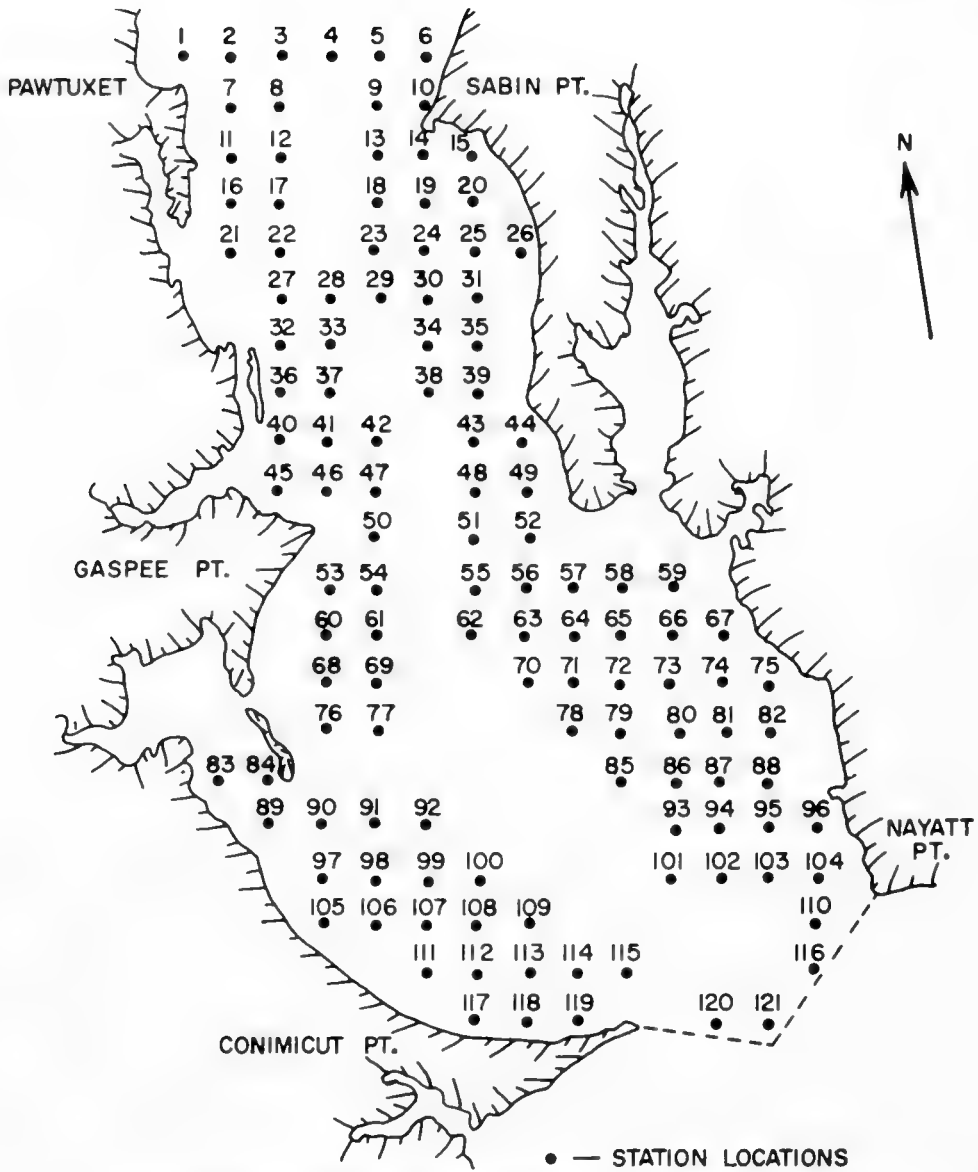 1 2 3 4 5 6
PAWTUXET 7 8 9 10 SABIN PT.
11 12 13 14 15
N
16 17 18 19 20
21 22 23 24 25 26
27 28 29 30 31
32 33 34 35
36 37 38 39
40 41 42 43 44
45 46 47 48 49
50 51 52
GASPEE PT.
53 54 55 56 57 58 59
60 61 62 63 64 65 66 67
68 69 70 71 72 73 74 75
76 77 78 79 80 81 82
83 84 85 86 87 88
89 90 91 92 93 94 95 96
NAYATT
PT.
97 98 99 100 101 102 103 104
105 106 107 108 109 110
111 112 113 114 115 116
117 118 119 120 121
CONIMICUT PT.
● — STATION LOCATIONS